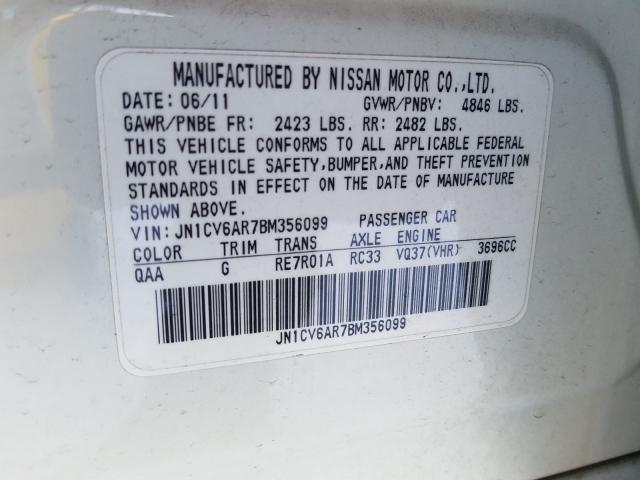 MANUFACTURED BY NISSAN MOTOR CO.,LTD.
DATE: 06/11 GVWR/PNBV: 4846 LBS.
GAWR/PNBE FR: 2423 LBS. RR: 2482 LBS.
THIS VEHICLE CONFORMS TO ALL APPLICABLE FEDERAL
MOTOR VEHICLE SAFETY,BUMPER,AND THEFT PREVENTION
STANDARDS IN EFFECT ON THE DATE OF MANUFACTURE
SHOWN ABOVE.
VIN: JN1CV6AR7BM356099 PASSENGER CAR
COLOR TRIM TRANS AXLE ENGINE
QAA G RE7R01A RC33 VQ37(VHR) 3696CC
JN1CV6AR7BM356099